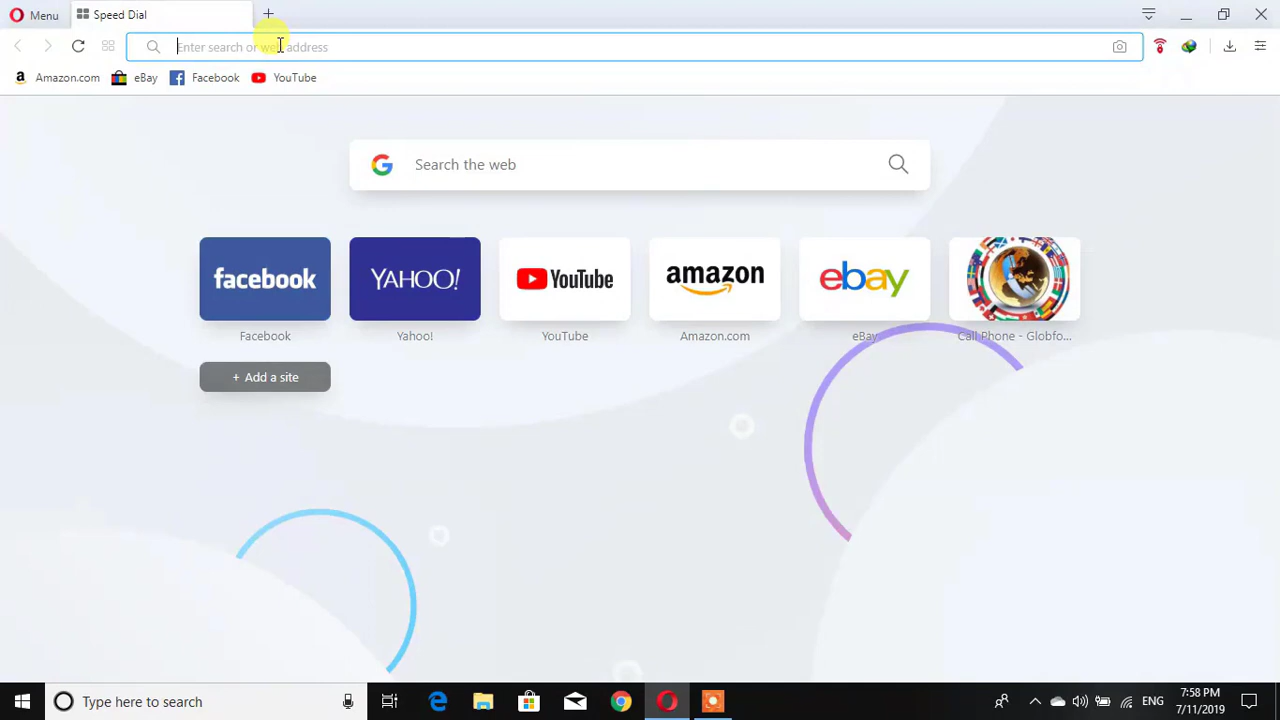 Menu
Speed Dial
Enter search or web address
Amazon.com
eBay
Facebook
YouTube
Search the web
facebook
YAHOO!
YouTube
amazon
ebay
Facebook
Yahoo!
YouTube
Amazon.com
eBay
Call Phone - Globfo...
+ Add a site
Type here to search
ENG
7:58 PM
7/11/2019